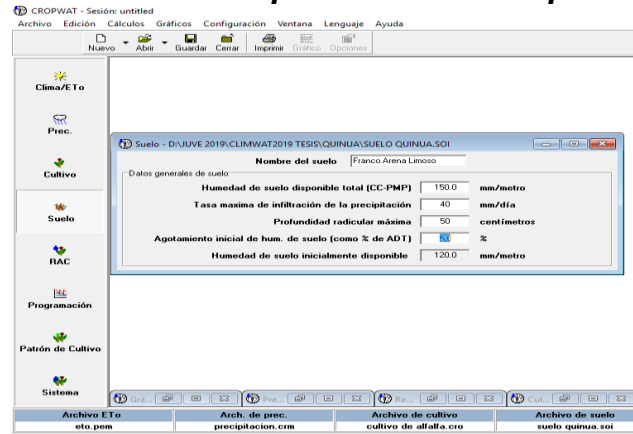 CROPWAT - Sesión: untitled
Archivo Edición Cálculos Gráficos Configuración Ventana Lenguaje Ayuda
Nuevo Abrir Guardar Cerrar Imprimir Gráfico Opciones
Clima/ETo
Prec.
Cultivo
Suelo
RAC
Programación
Patrón de Cultivo
Sistema
Suelo - D:\JUVE 2019\CLIMWAT2019 TESIS\QUINUA\SUELO QUINUA.SOI
Nombre del suelo Franco Arena Limoso
Datos generales de suelo
Humedad de suelo disponible total (CC-PMP) 150.0 mm/metro
Tasa maxima de infiltración de la precipitación 40 mm/día
Profundidad radicular máxima 50 centímetros
Agotamiento inicial de hum. de suelo (como % de ADT) 20 %
Humedad de suelo inicialmente disponible 120.0 mm/metro
Grá... Pre... Re... Cul...
Archivo ETo Arch. de prec. Archivo de cultivo Archivo de suelo
eto.pem precipitacion.crm cultivo de alfalfa.cro suelo quinua.soi